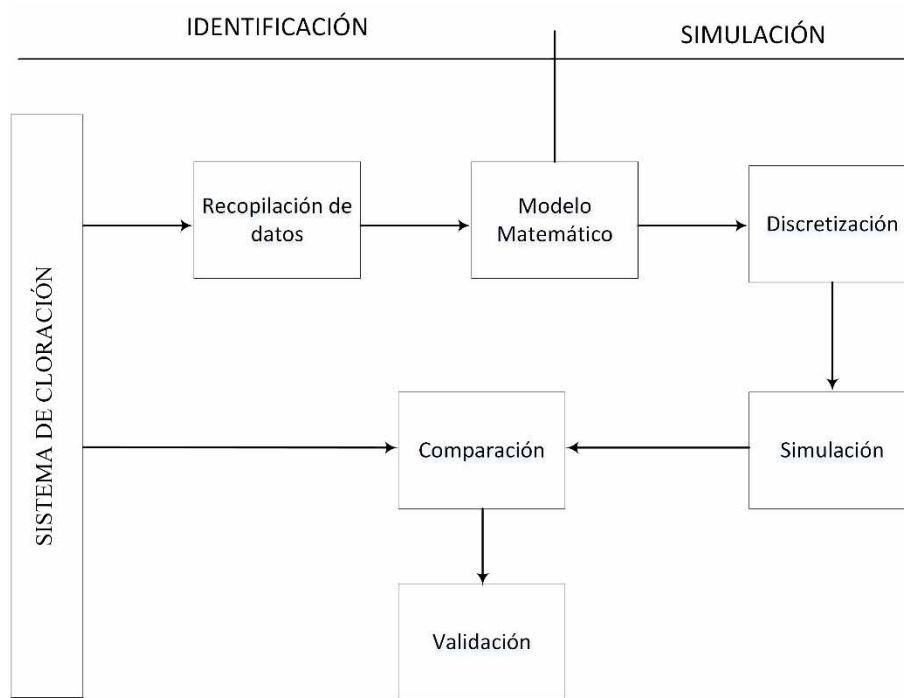 IDENTIFICACIÓN
SIMULACIÓN
SISTEMA DE CLORACIÓN
Recopilación de
datos
Modelo
Matemático
Discretización
Comparación
Simulación
Validación